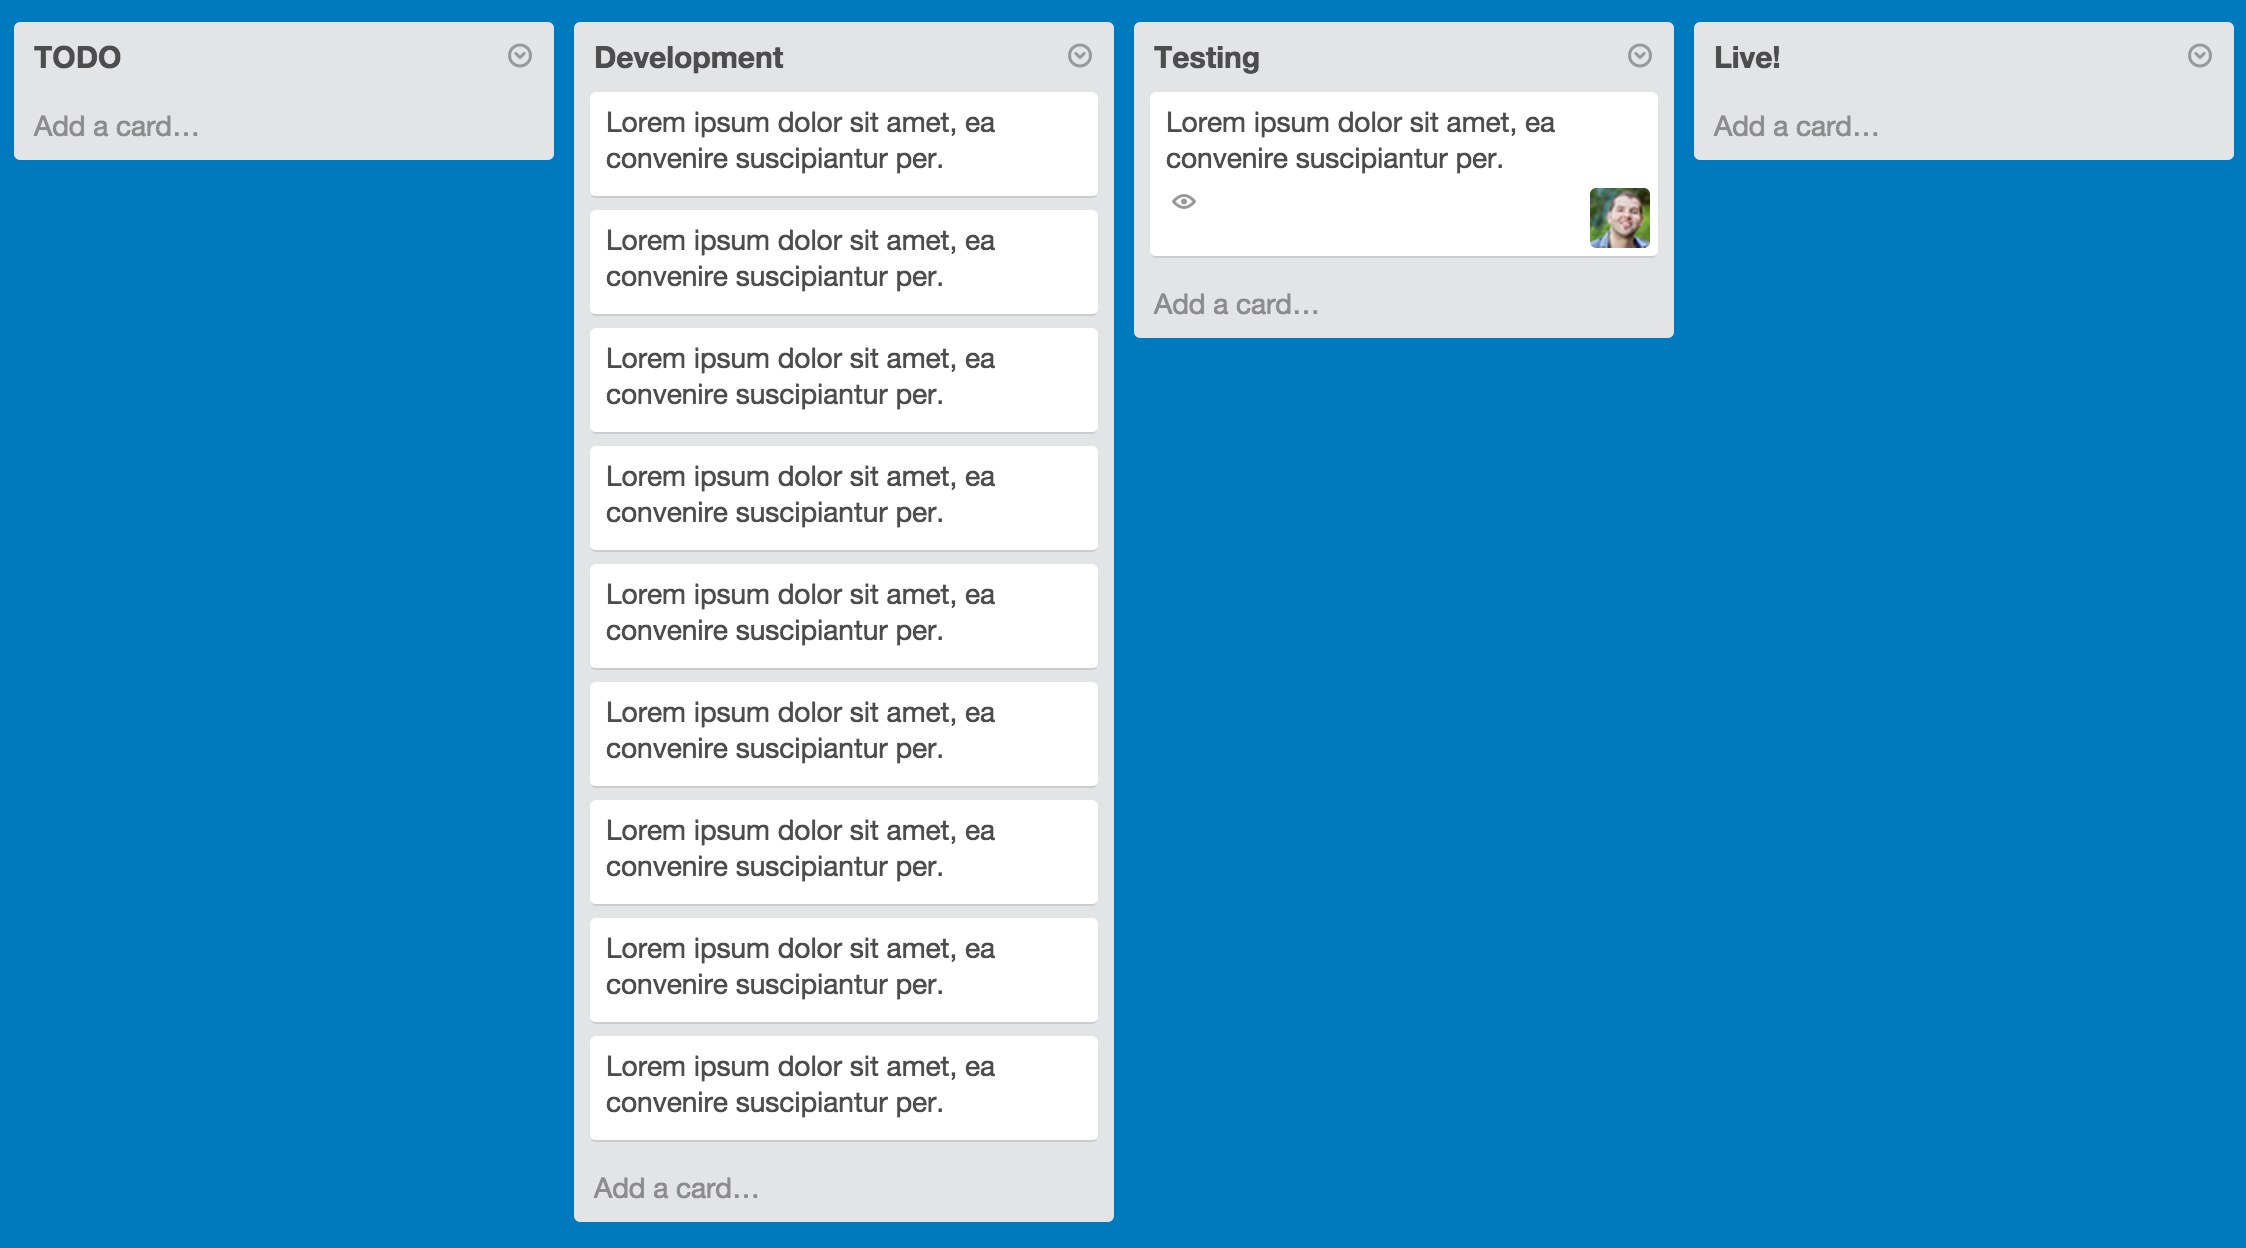 TODO
Add a card…
Development
Lorem ipsum dolor sit amet, ea
convenire suscipiantur per.
Lorem ipsum dolor sit amet, ea
convenire suscipiantur per.
Lorem ipsum dolor sit amet, ea
convenire suscipiantur per.
Lorem ipsum dolor sit amet, ea
convenire suscipiantur per.
Lorem ipsum dolor sit amet, ea
convenire suscipiantur per.
Lorem ipsum dolor sit amet, ea
convenire suscipiantur per.
Lorem ipsum dolor sit amet, ea
convenire suscipiantur per.
Lorem ipsum dolor sit amet, ea
convenire suscipiantur per.
Lorem ipsum dolor sit amet, ea
convenire suscipiantur per.
Add a card…
Testing
Lorem ipsum dolor sit amet, ea
convenire suscipiantur per.
Add a card…
Live!
Add a card…